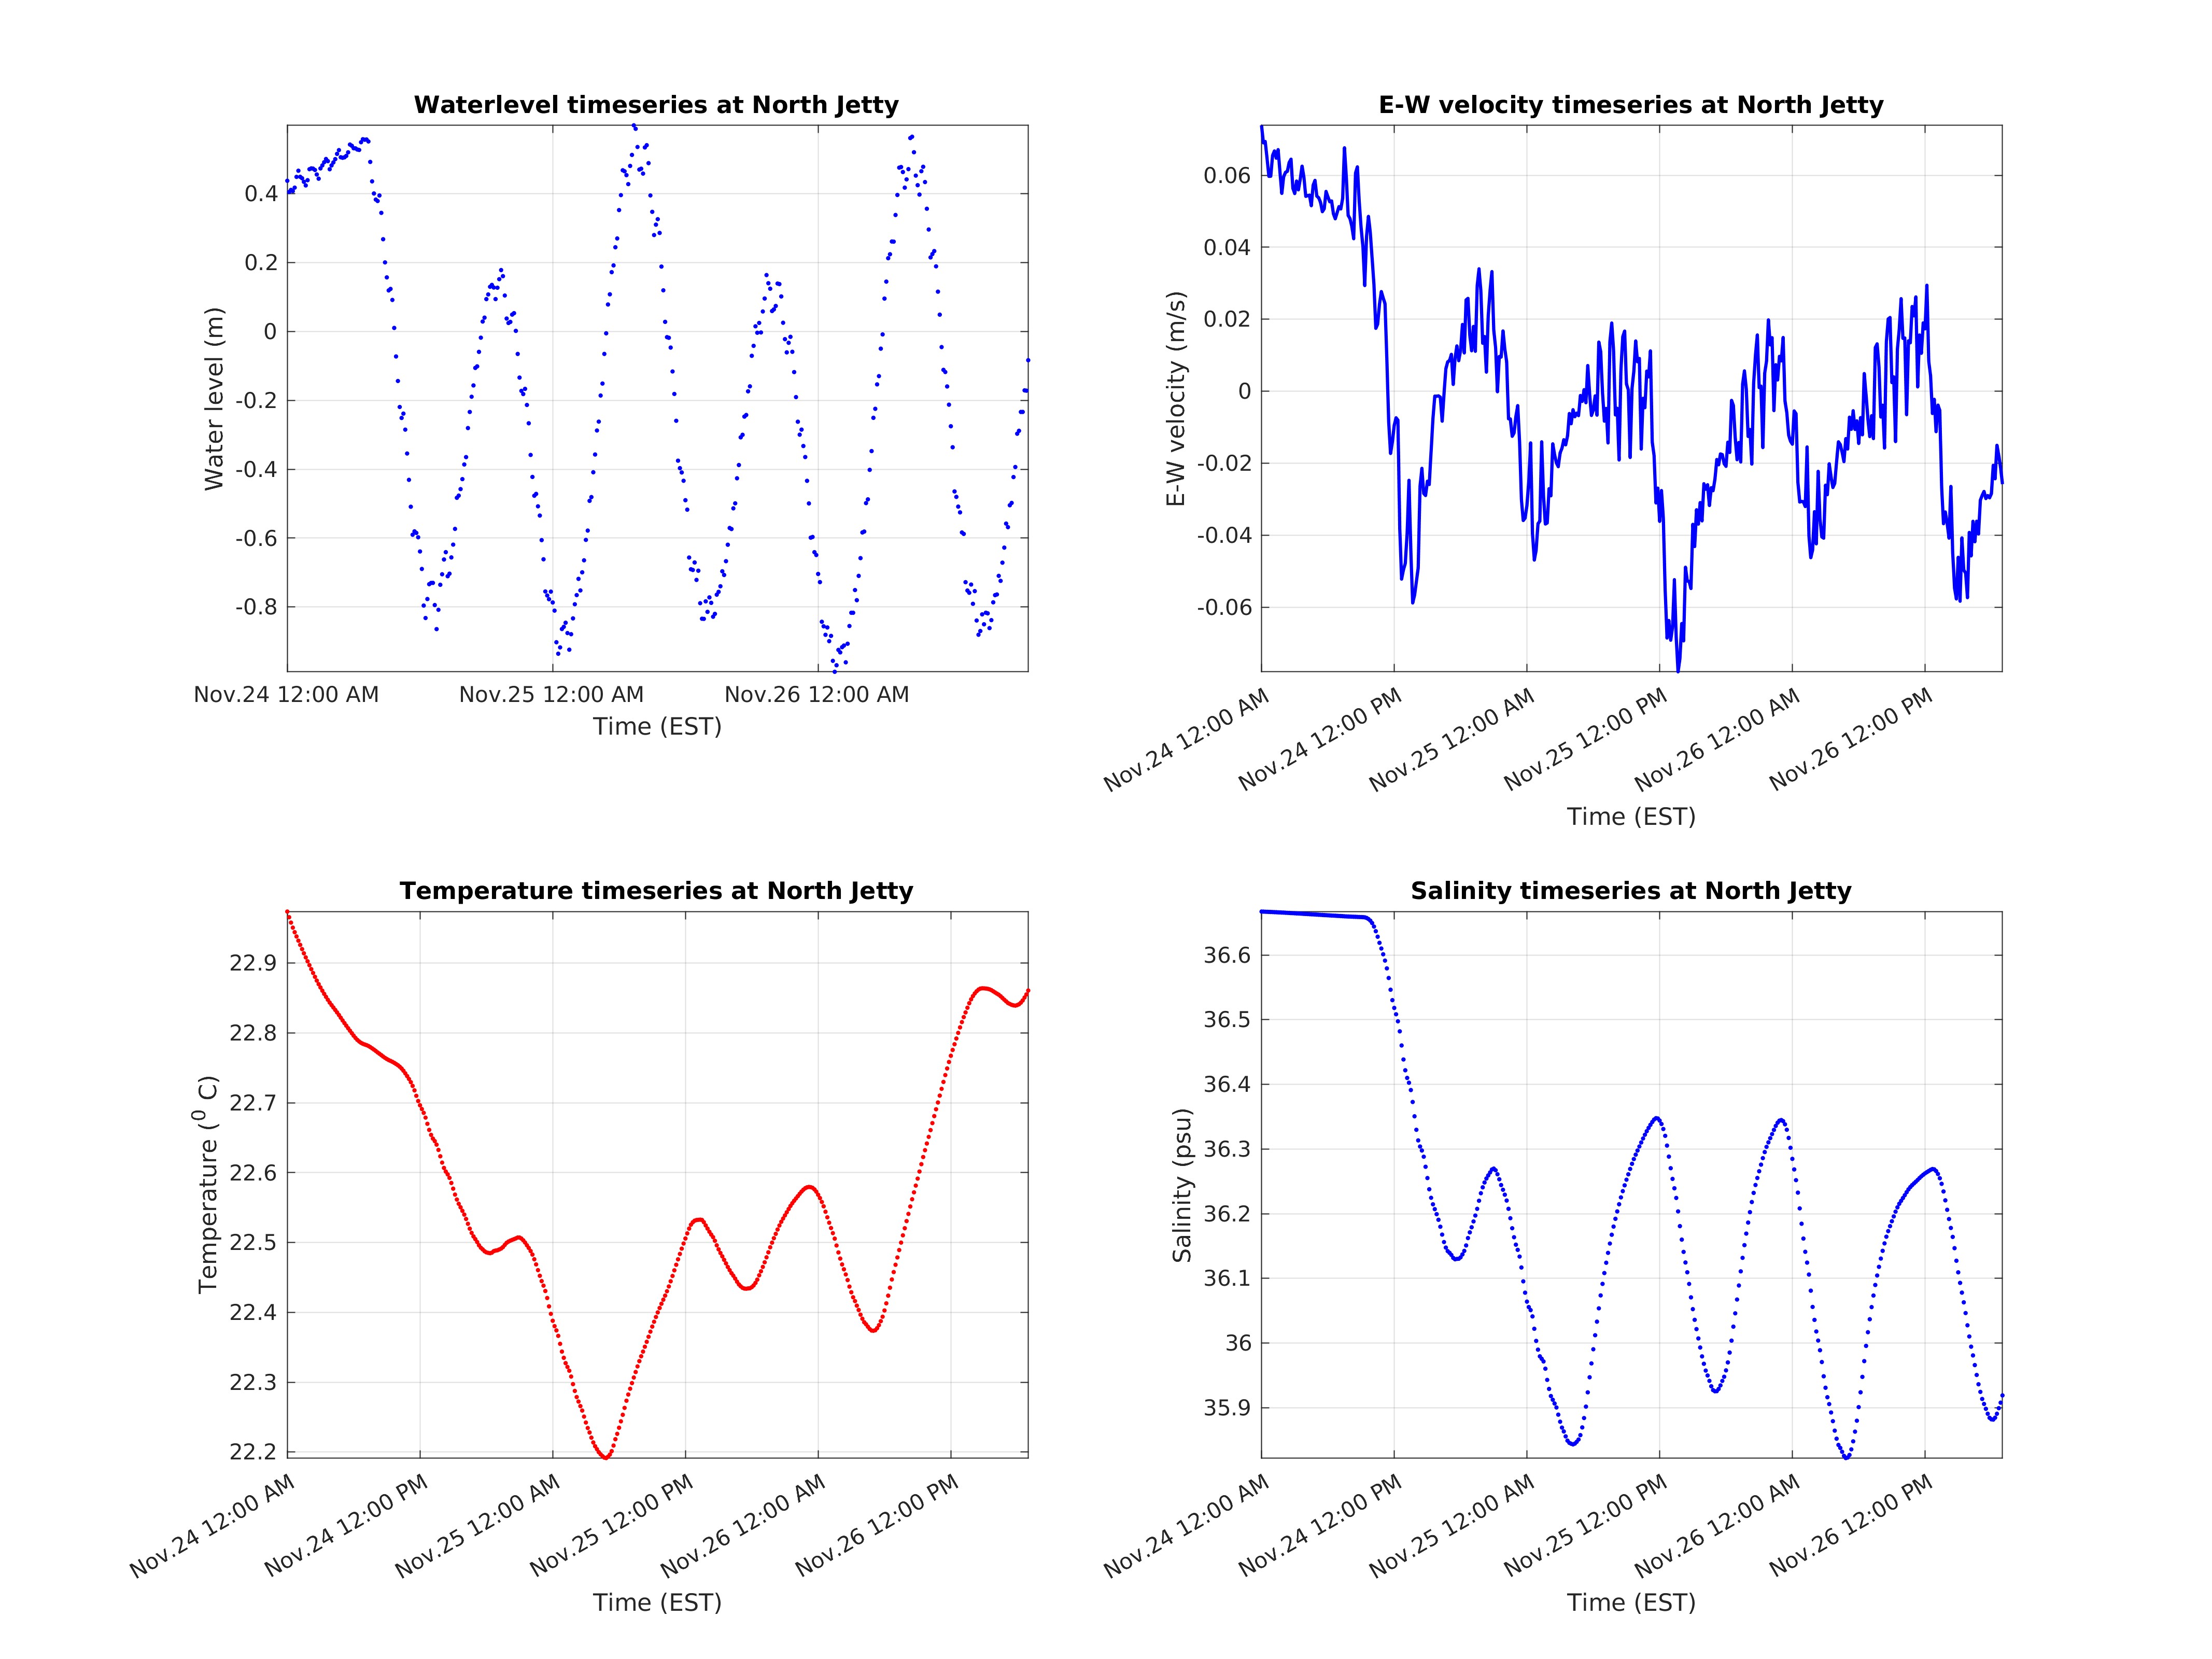 Waterlevel timeseries at North Jetty
Water level (m)
0.4
0.2
0
-0.2
-0.4
-0.6
-0.8
Nov.24 12:00 AM
Nov.25 12:00 AM
Nov.26 12:00 AM
Time (EST)
E-W velocity timeseries at North Jetty
E-W velocity (m/s)
0.06
0.04
0.02
0
-0.02
-0.04
-0.06
Nov.24 12:00 AM
Nov.24 12:00 PM
Nov.25 12:00 AM
Nov.25 12:00 PM
Nov.26 12:00 AM
Nov.26 12:00 PM
Time (EST)
Temperature timeseries at North Jetty
Temperature (⁰ C)
22.9
22.8
22.7
22.6
22.5
22.4
22.3
22.2
Nov.24 12:00 AM
Nov.24 12:00 PM
Nov.25 12:00 AM
Nov.25 12:00 PM
Nov.26 12:00 AM
Nov.26 12:00 PM
Time (EST)
Salinity timeseries at North Jetty
Salinity (psu)
36.6
36.5
36.4
36.3
36.2
36.1
36
35.9
Nov.24 12:00 AM
Nov.24 12:00 PM
Nov.25 12:00 AM
Nov.25 12:00 PM
Nov.26 12:00 AM
Nov.26 12:00 PM
Time (EST)